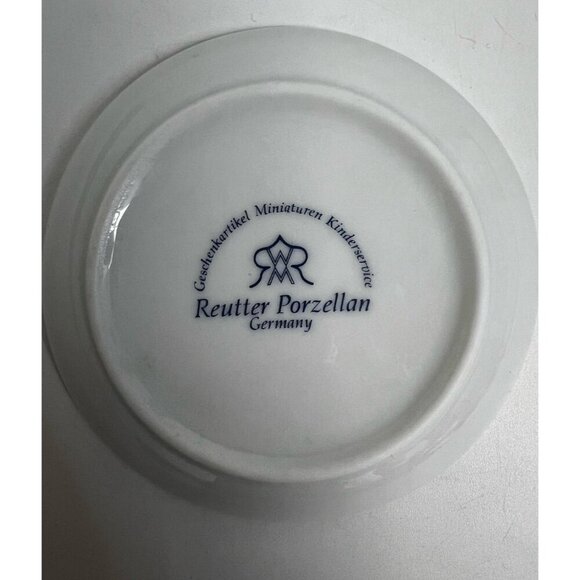 Geschenkartikel Miniaturen Kinderservice
Reutter Porzellan
Germany